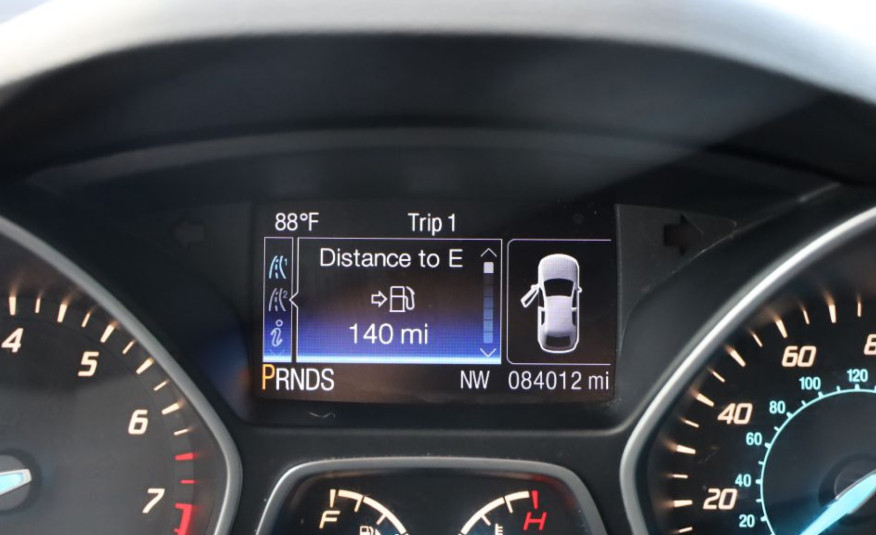 88°F Trip 1
Distance to E
140 mi
PRNDS NW 084012 mi
4 5 6 7
20 40 60 8
20 40 60 80 100 120
F H